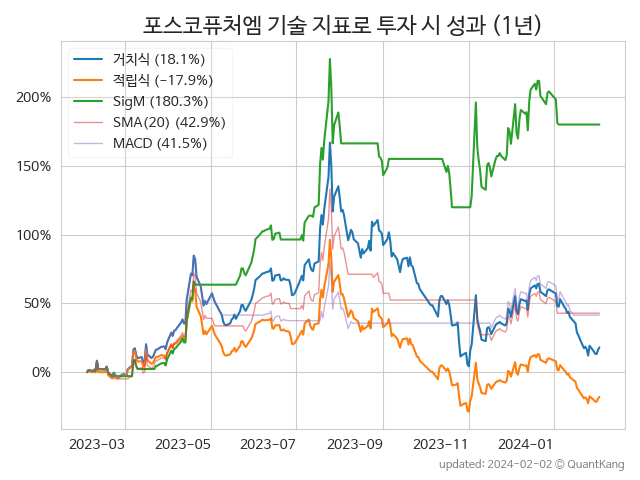 포스코퓨처엠 기술 지표로 투자 시 성과 (1년)
거치식 (18.1%)
적립식 (-17.9%)
SigM (180.3%)
SMA(20) (42.9%)
MACD (41.5%)
200%
150%
100%
50%
0%
2023-03 2023-05 2023-07 2023-09 2023-11 2024-01
updated: 2024-02-02 © QuantKang